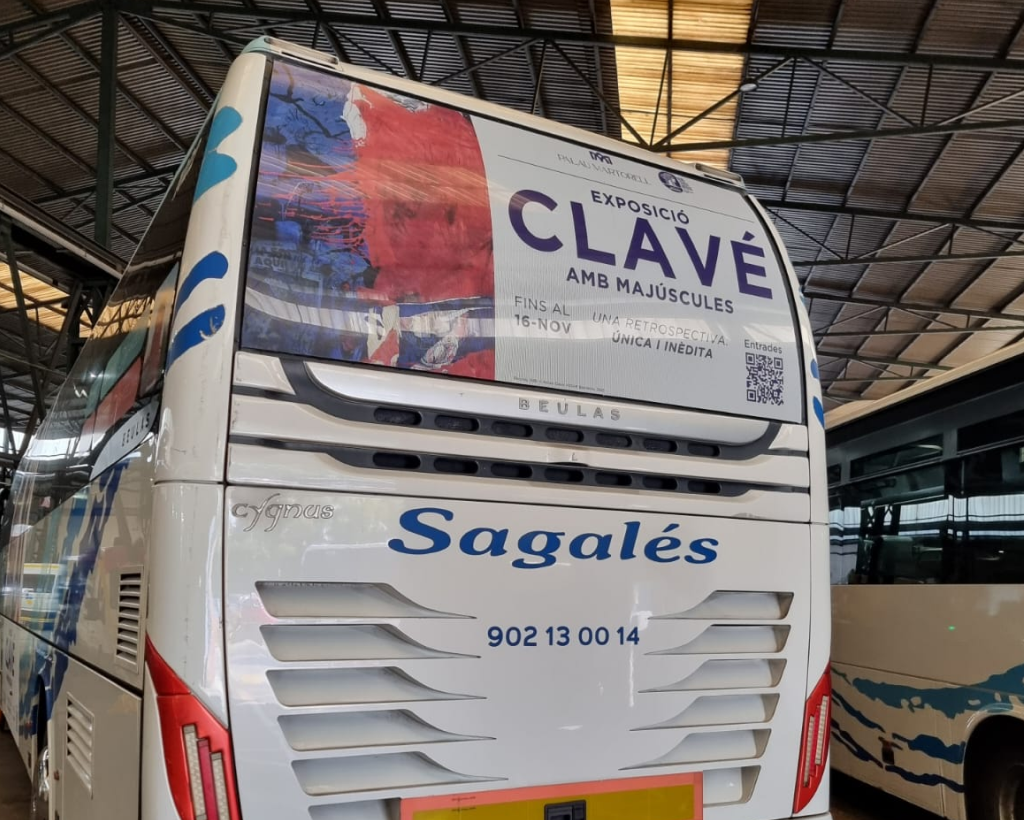 PALAU MARTORELL
EXPOSICIÓ
CLAVÉ
AMB MAJÚSCULES
FINS AL
16-NOV
UNA RETROSPECTIVA
ÚNICA I INÈDITA
Entrades
BEULAS
BEULAS
cygnus
Sagalés
902 13 00 14